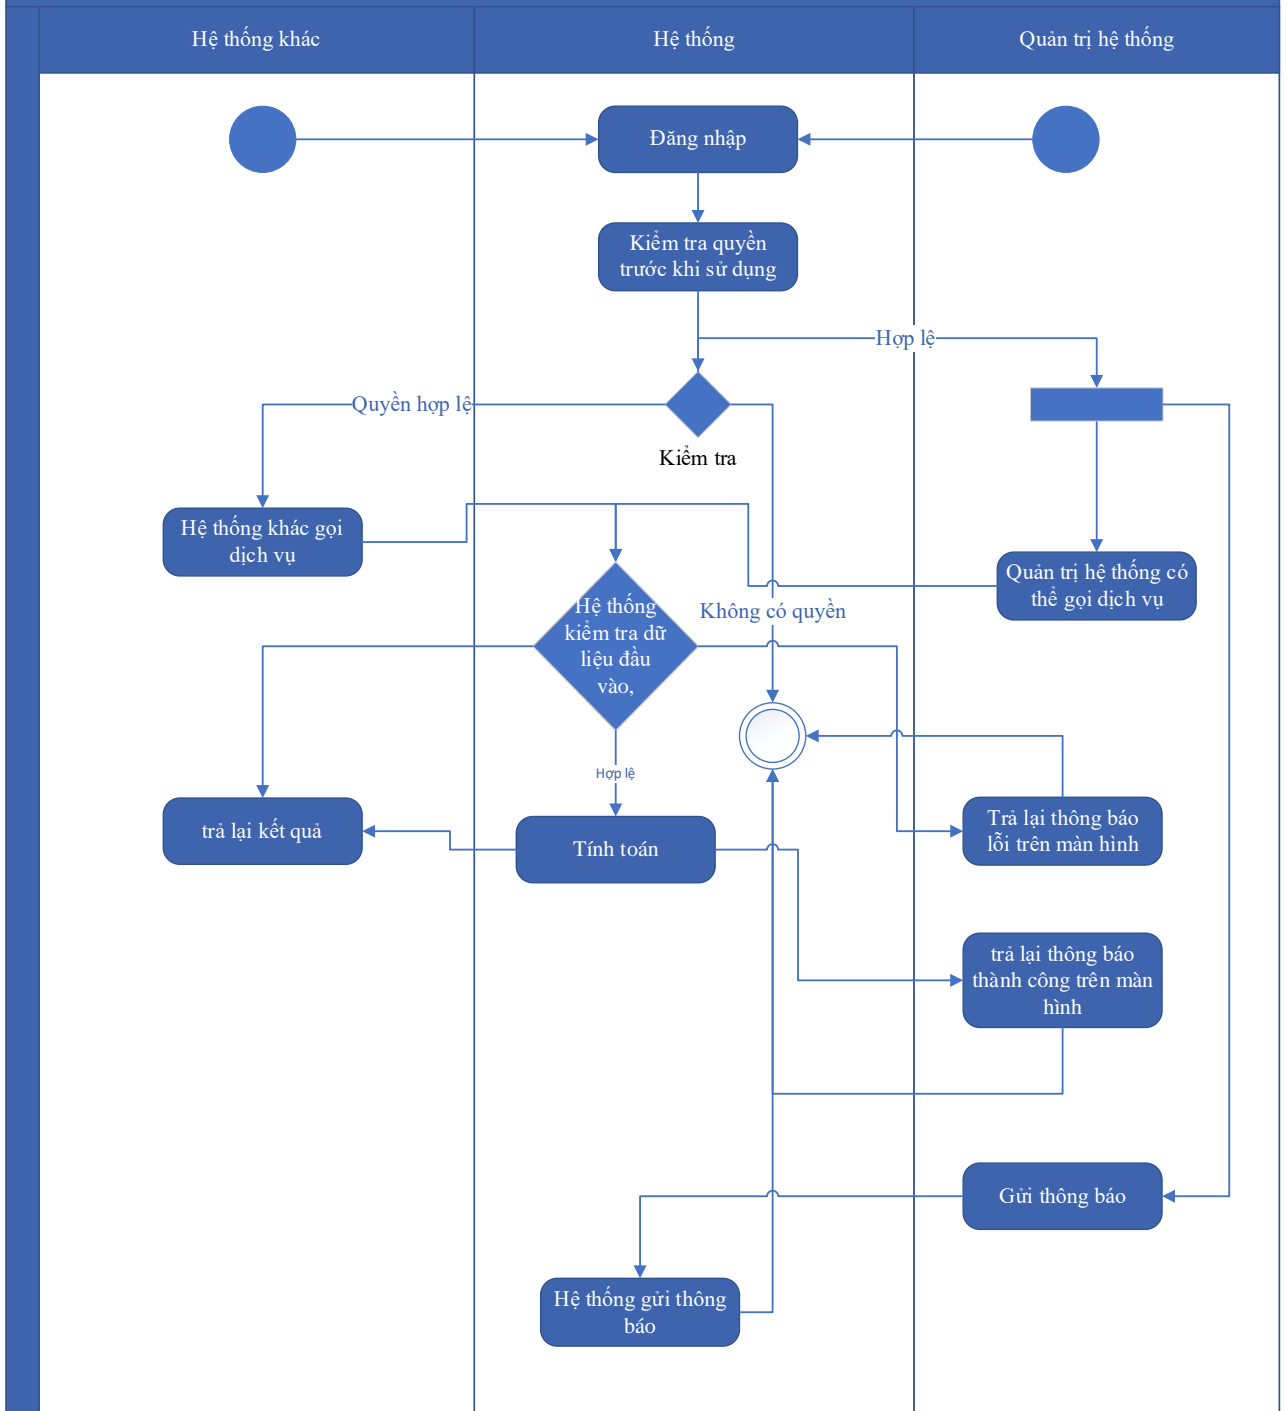 Hệ thống khác
Hệ thống
Quản trị hệ thống
Đăng nhập
Kiểm tra quyền
trước khi sử dụng
Hợp lệ
Quyền hợp lệ
Kiểm tra
Hệ thống khác gọi
dịch vụ
Quản trị hệ thống có
thể gọi dịch vụ
Hệ thống
kiểm tra dữ
liệu đầu
vào,
Không có quyền
Hợp lệ
trả lại kết quả
Tính toán
Trả lại thông báo
lỗi trên màn hình
trả lại thông báo
thành công trên màn
hình
Gửi thông báo
Hệ thống gửi thông
báo